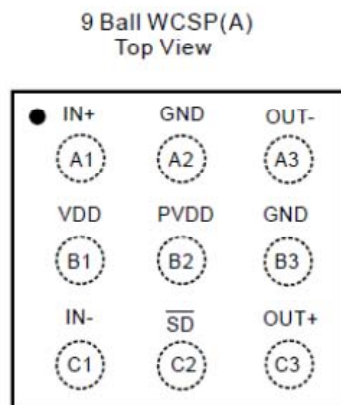 9 Ball WCSP(A)
Top View
IN+ GND OUT-
A1 A2 A3
VDD PVDD GND
B1 B2 B3
IN- S̅D̅ OUT+
C1 C2 C3